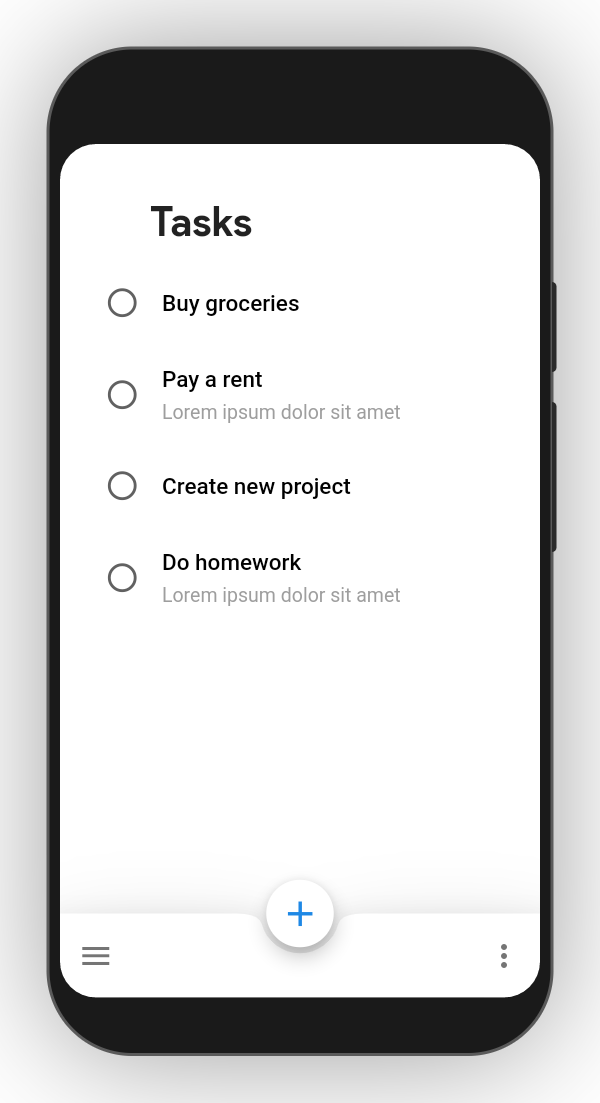 Tasks
Buy groceries
Pay a rent
Lorem ipsum dolor sit amet
Create new project
Do homework
Lorem ipsum dolor sit amet